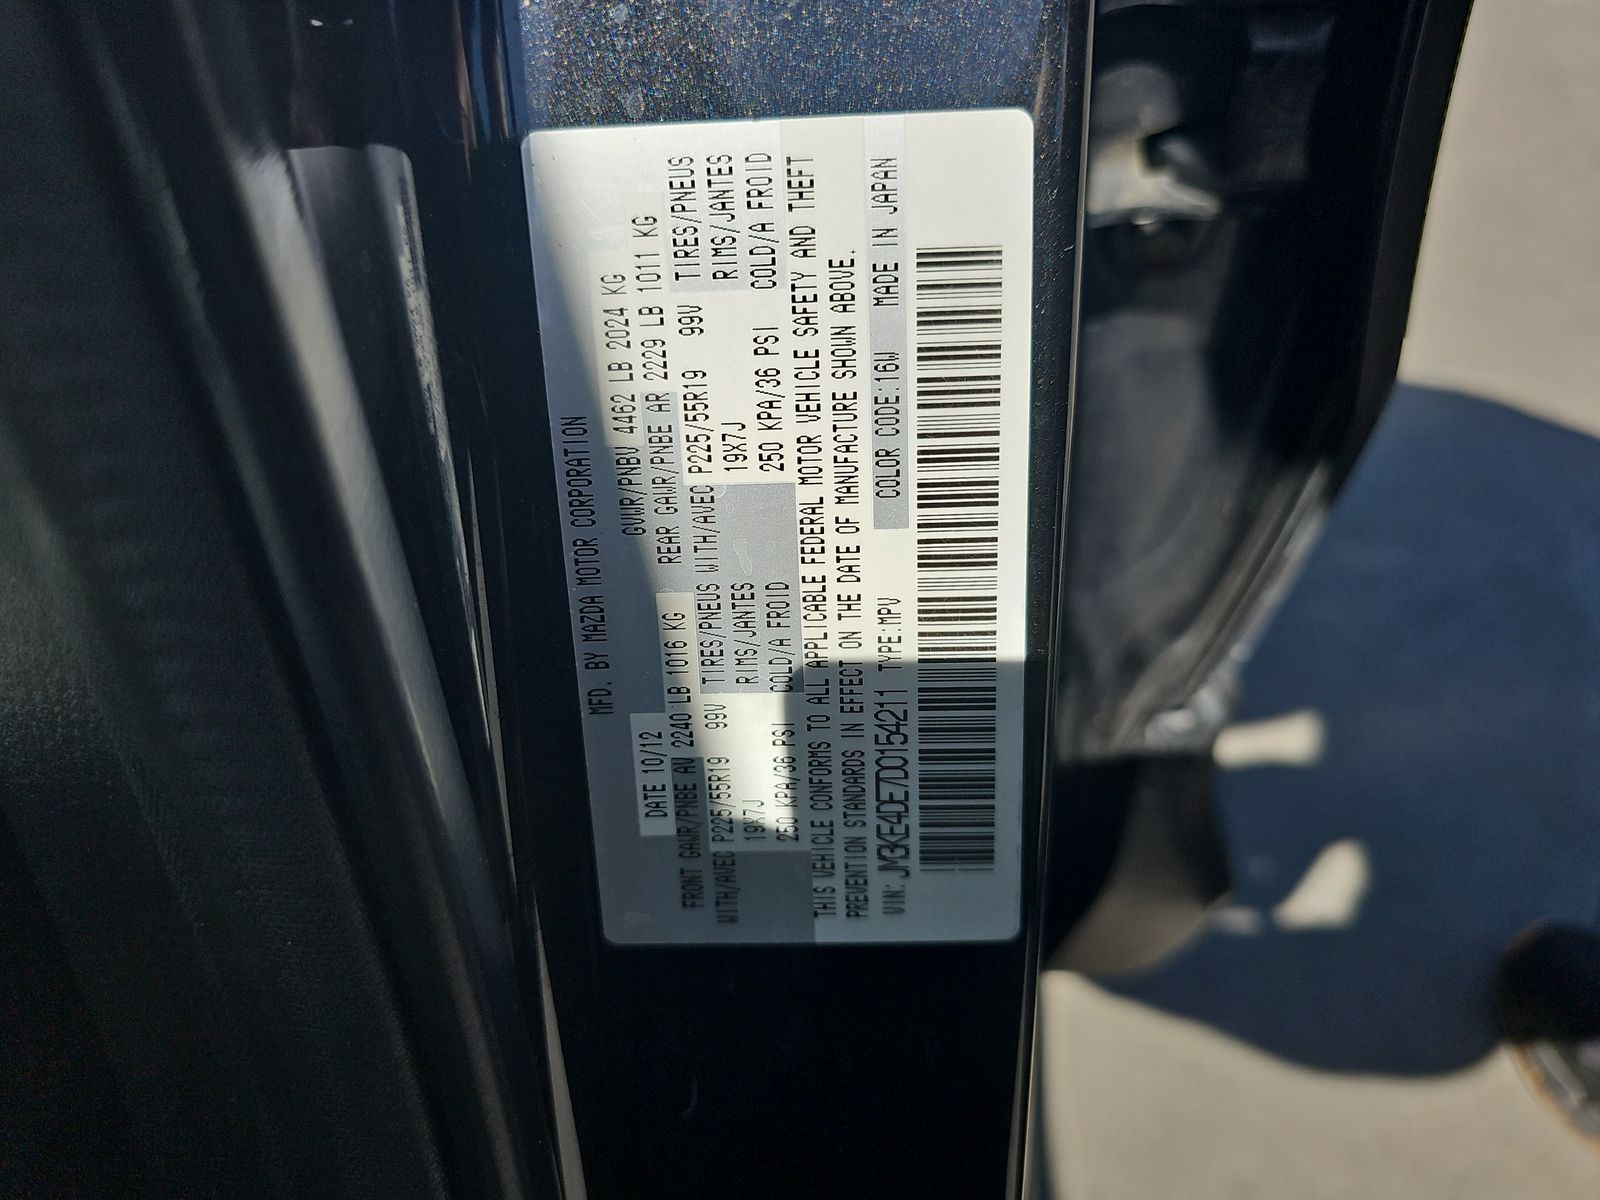 MFD. BY MAZDA MOTOR CORPORATION
DATE 10/12 GVWR/PNBV 4462 LB 2024 KG
FRONT GAWR/PNBE AV 2240 LB 1016 KG REAR GAWR/PNBE AR 2229 LB 1011 KG
WITH/AVEC P225/55R19 99V TIRES/PNEUS WITH/AVEC P225/55R19 99V TIRES/PNEUS
19X7J RIMS/JANTES 19X7J RIMS/JANTES
250 KPA/36 PSI COLD/A FROID 250 KPA/36 PSI COLD/A FROID
THIS VEHICLE CONFORMS TO ALL APPLICABLE FEDERAL MOTOR VEHICLE SAFETY AND THEFT
PREVENTION STANDARDS IN EFFECT ON THE DATE OF MANUFACTURE SHOWN ABOVE.
VIN: JM3KE4DE7D0154211 TYPE:MPV COLOR CODE:16W MADE IN JAPAN